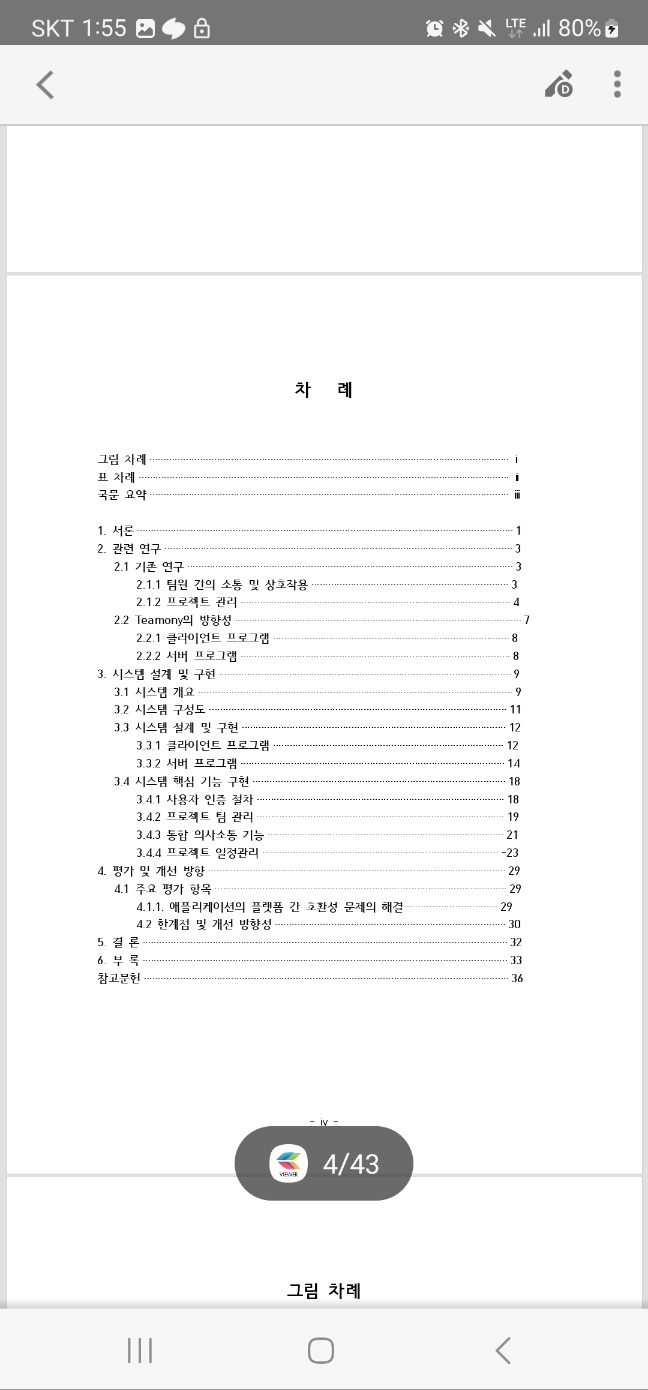 SKT 1:55
LTE
80%
D
차 례
그림 차례 i
표 차례 ii
국문 요약 iii
1. 서론 1
2. 관련 연구 3
2.1 기존 연구 3
2.1.1 팀원 간의 소통 및 상호작용 3
2.1.2 프로젝트 관리 4
2.2 Teamony의 방향성 7
2.2.1 클라이언트 프로그램 8
2.2.2 서버 프로그램 8
3. 시스템 설계 및 구현 9
3.1 시스템 개요 9
3.2 시스템 구성도 11
3.3 시스템 설계 및 구현 12
3.3.1 클라이언트 프로그램 12
3.3.2 서버 프로그램 14
3.4 시스템 핵심 기능 구현 18
3.4.1 사용자 인증 절차 18
3.4.2 프로젝트 팀 관리 19
3.4.3 통합 의사소통 기능 21
3.4.4 프로젝트 일정관리 -23
4. 평가 및 개선 방향 29
4.1 주요 평가 항목 29
4.1.1. 애플리케이션의 플랫폼 간 호환성 문제의 해결 29
4.2 한계점 및 개선 방향성 30
5. 결 론 32
6. 부 록 33
참고문헌 36
- iv -
VIEWER
4/43
그림 차례